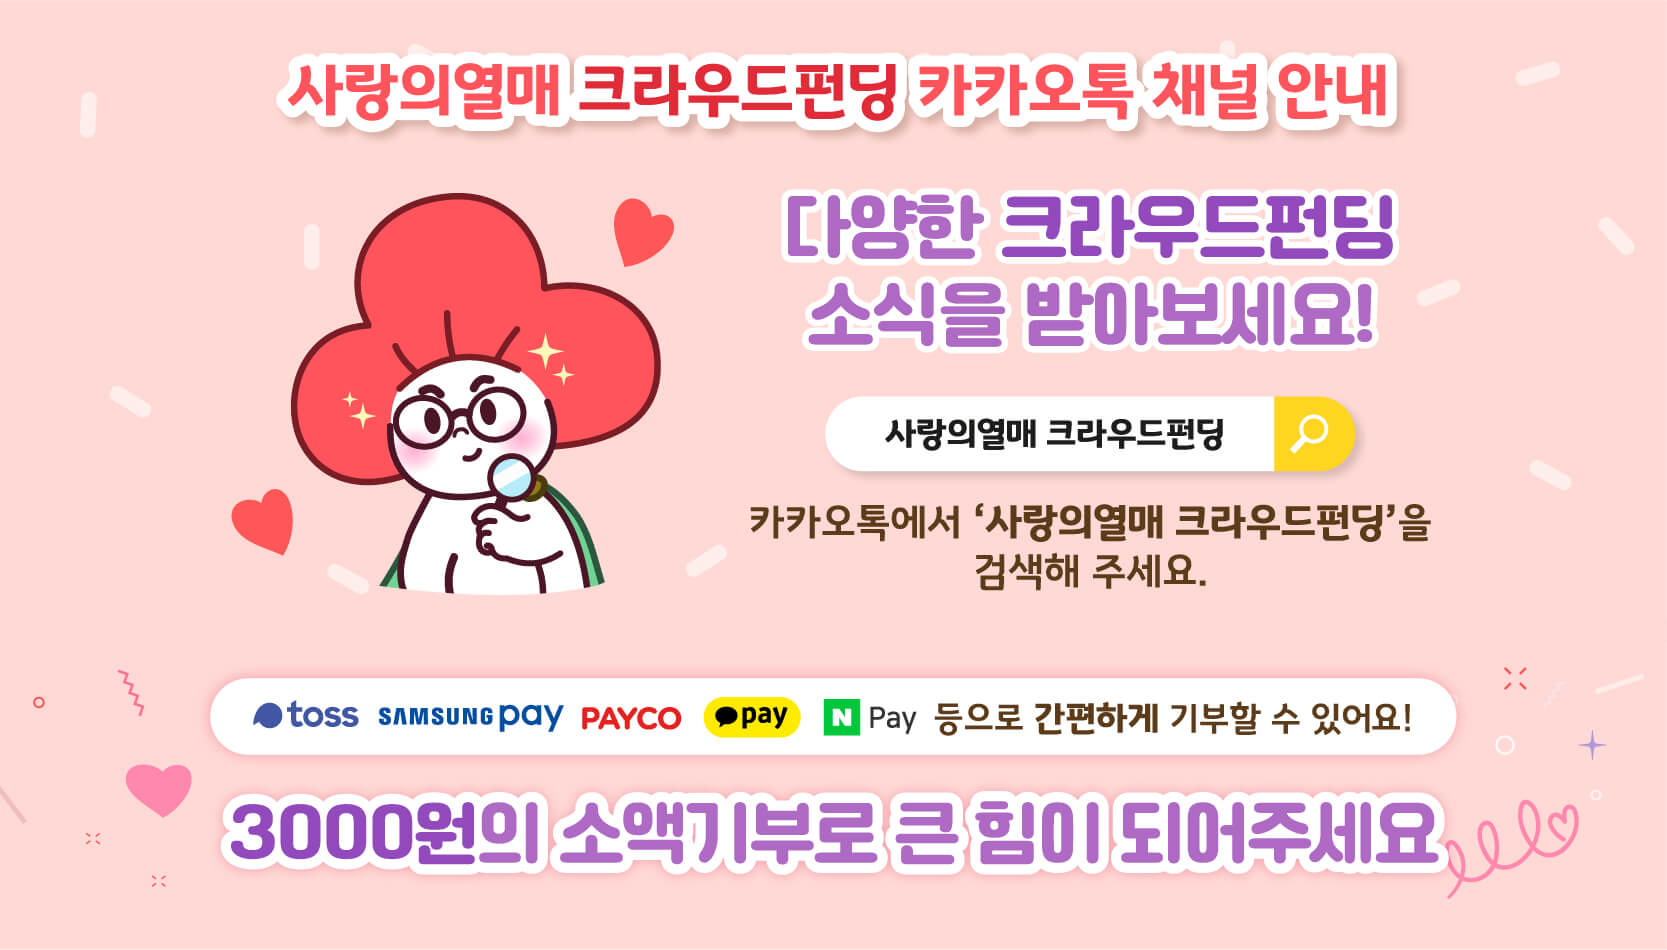 사랑의열매 크라우드펀딩 카카오톡 채널 안내
다양한 크라우드펀딩
소식을 받아보세요!
사랑의열매 크라우드펀딩
카카오톡에서 ‘사랑의열매 크라우드펀딩’을
검색해 주세요.
toss SAMSUNG pay PAYCO pay N Pay 등으로 간편하게 기부할 수 있어요!
3000원의 소액기부로 큰 힘이 되어주세요